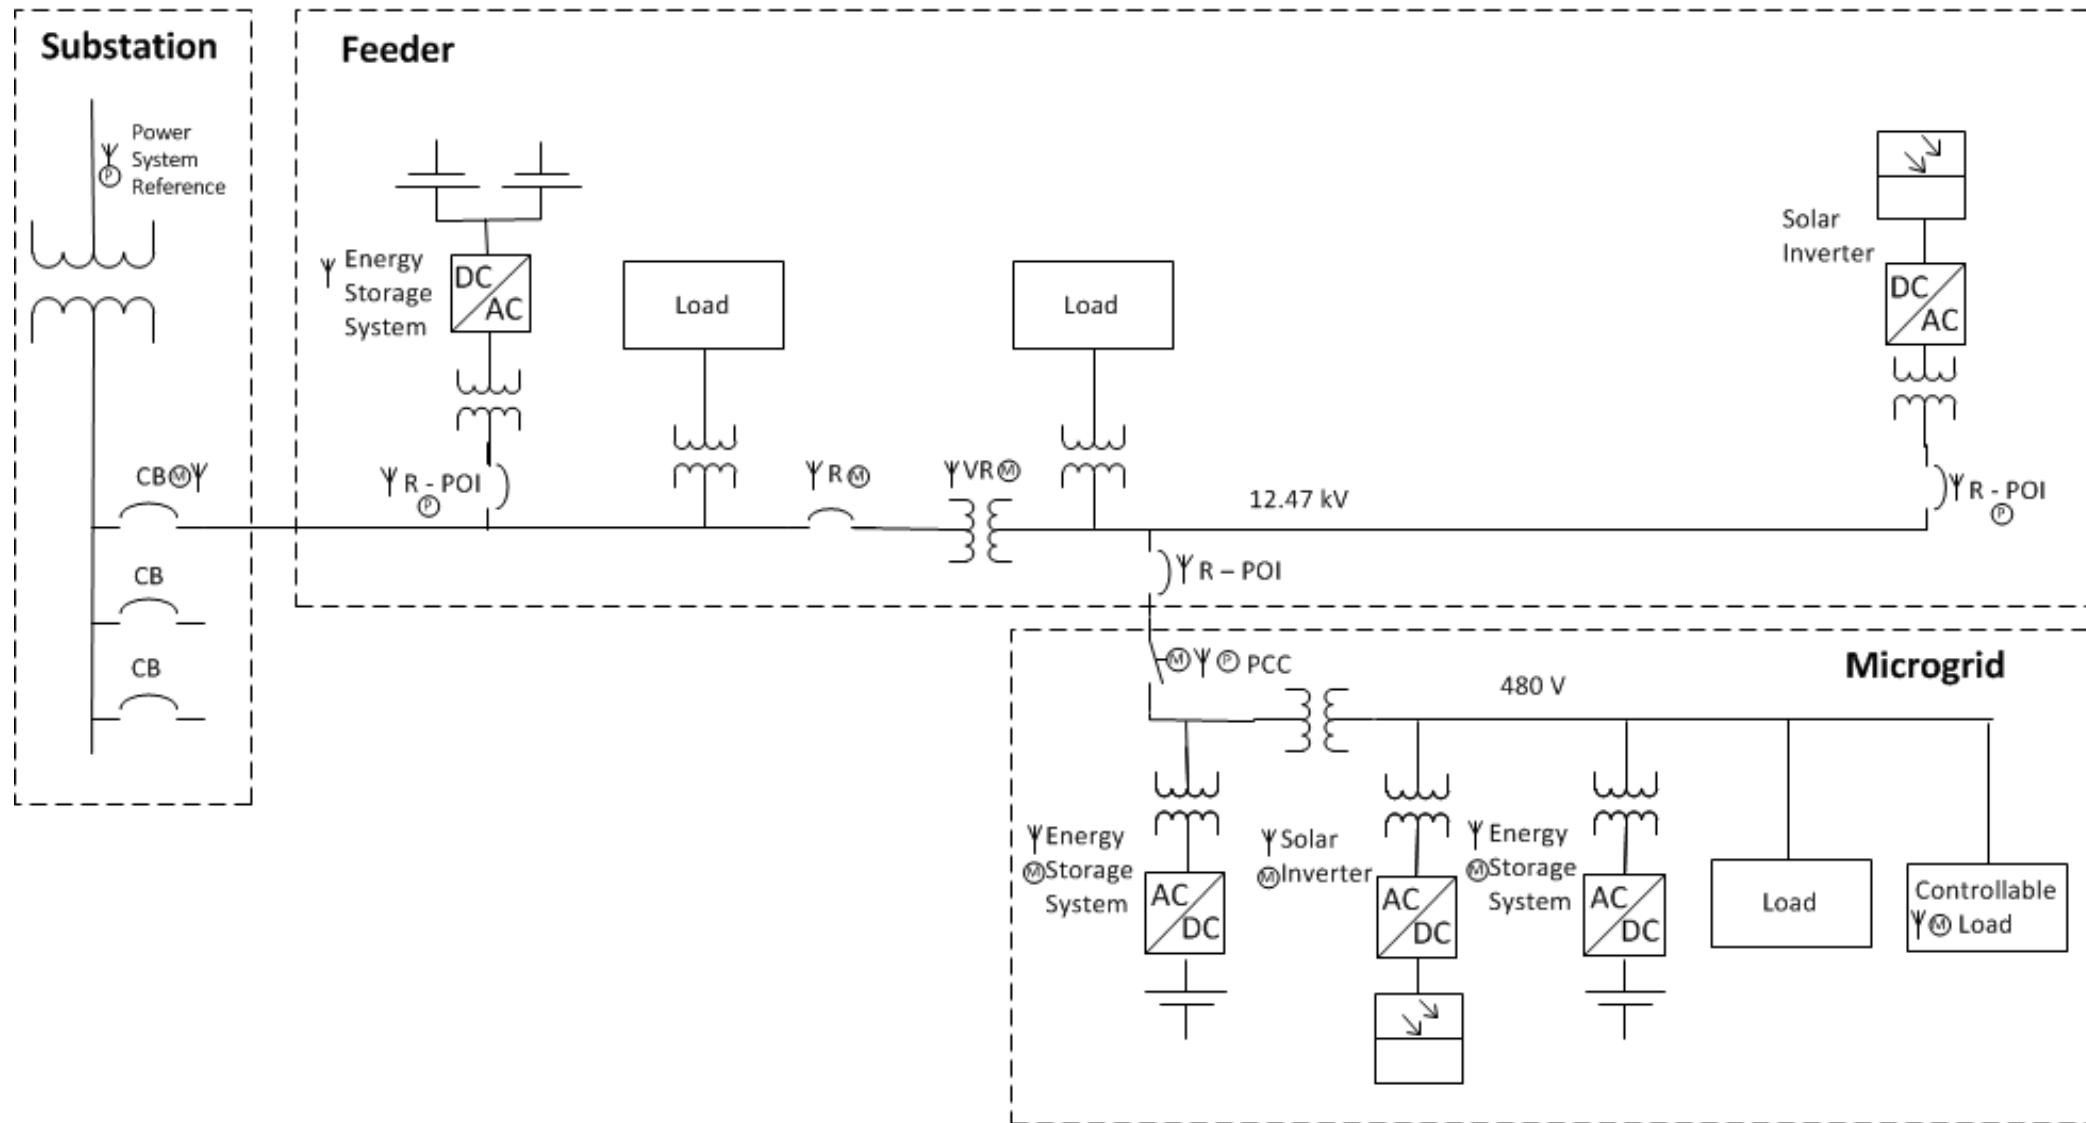 Substation
Feeder
Power
System
Reference
P
Energy
Storage
System
DC
AC
Load
Load
Solar
Inverter
DC
AC
CB M
R - POI
P
R M
VR M
12.47 kV
R - POI
P
CB
R – POI
CB
M P PCC
480 V
Microgrid
Energy
M Storage
System
AC
DC
Solar
M Inverter
AC
DC
Energy
M Storage
System
AC
DC
Load
Controllable
M Load